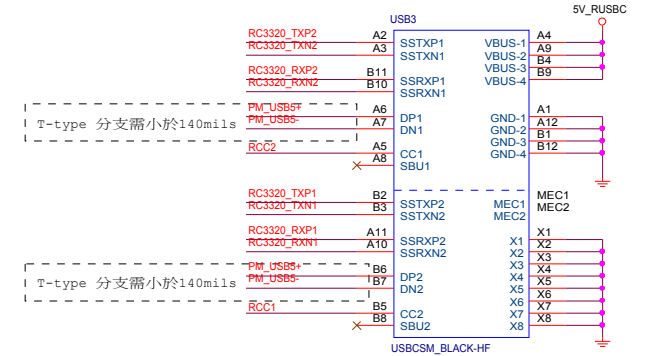 5V_RUSBC
USB3
RC3320_TXP2 A2 SSTXP1 VBUS-1 A4
RC3320_TXN2 A3 SSTXN1 VBUS-2 A9
VBUS-3 B4
RC3320_RXP2 B11 SSRXP1 VBUS-4 B9
RC3320_RXN2 B10 SSRXN1
PM_USB5+ A6 DP1 GND-1 A1
T-type 分支需小於140mils PM_USB5- A7 DN1 GND-2 A12
GND-3 B1
RCC2 A5 CC1 GND-4 B12
A8 SBU1
RC3320_TXP1 B2 SSTXP2 MEC1 MEC1
RC3320_TXN1 B3 SSTXN2 MEC2 MEC2
RC3320_RXP1 A11 SSRXP2 X1 X1
RC3320_RXN1 A10 SSRXN2 X2 X2
X3 X3
PM_USB5+ B6 DP2 X4 X4
T-type 分支需小於140mils PM_USB5- B7 DN2 X5 X5
X6 X6
RCC1 B5 CC2 X7 X7
B8 SBU2 X8 X8
USBCSM_BLACK-HF